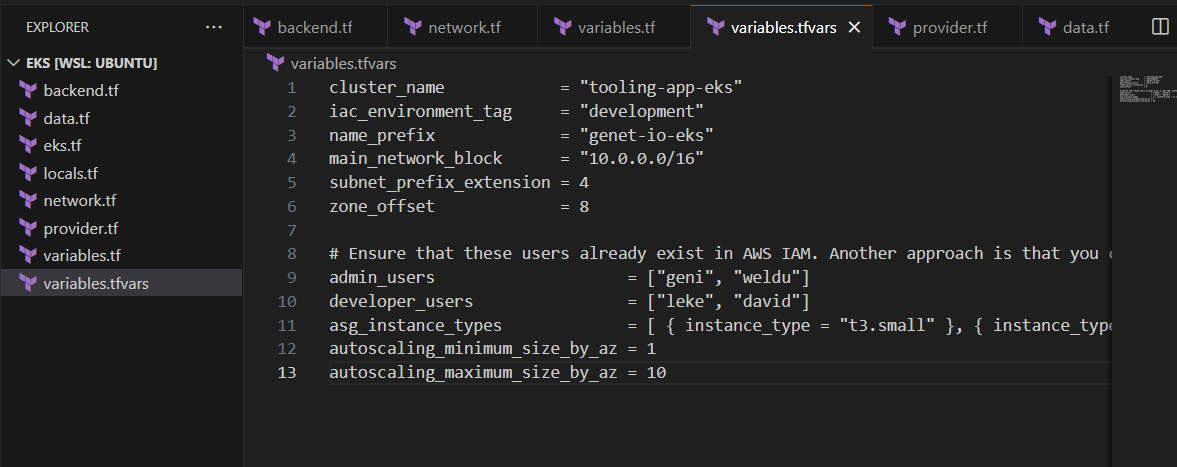 EXPLORER ...
EKS [WSL: UBUNTU]
backend.tf
data.tf
eks.tf
locals.tf
network.tf
provider.tf
variables.tf
variables.tfvars
backend.tf network.tf variables.tf variables.tfvars provider.tf data.tf
variables.tfvars
1 cluster_name = "tooling-app-eks"
2 iac_environment_tag = "development"
3 name_prefix = "genet-io-eks"
4 main_network_block = "10.0.0.0/16"
5 subnet_prefix_extension = 4
6 zone_offset = 8
7
8 # Ensure that these users already exist in AWS IAM. Another approach is that you
9 admin_users = ["geni", "weldu"]
10 developer_users = ["leke", "david"]
11 asg_instance_types = [ { instance_type = "t3.small" }, { instance_type
12 autoscaling_minimum_size_by_az = 1
13 autoscaling_maximum_size_by_az = 10